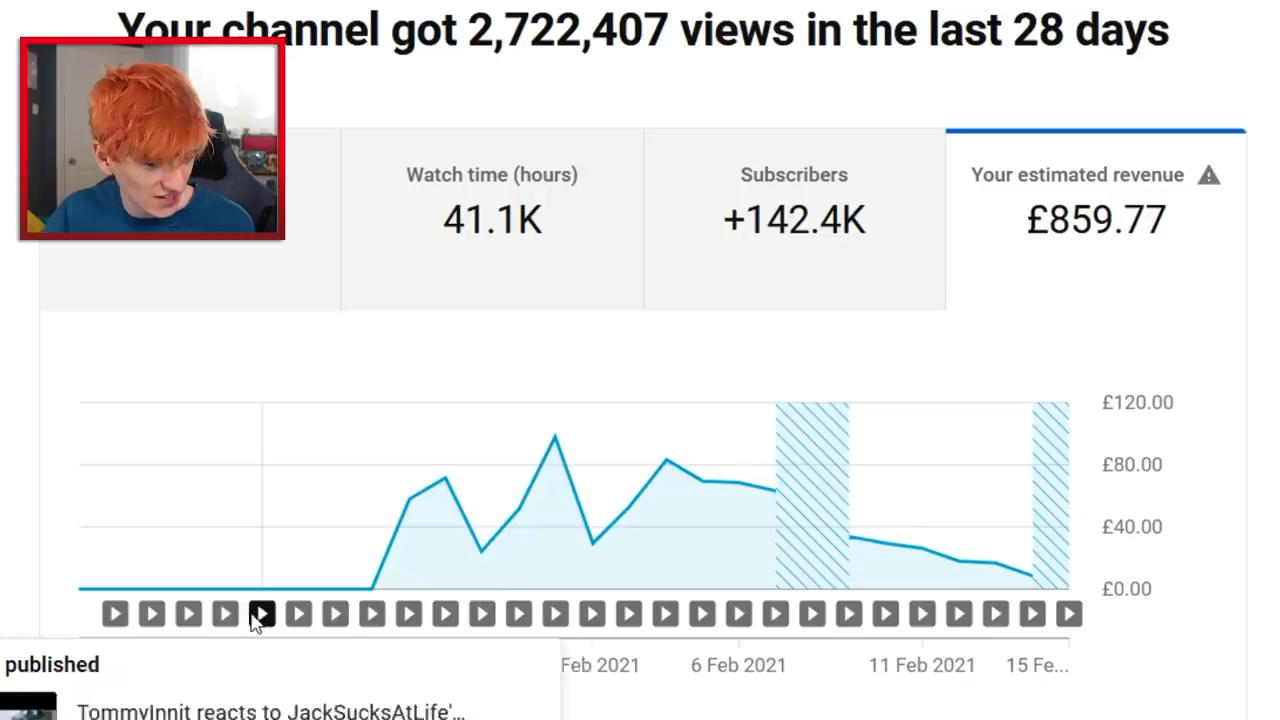 Your channel got 2,722,407 views in the last 28 days
Watch time (hours)
41.1K
Subscribers
+142.4K
Your estimated revenue
£859.77
£120.00
£80.00
£40.00
£0.00
Feb 2021
6 Feb 2021
11 Feb 2021
15 Fe...
published
TommyInnit reacts to JackSucksAtLife'...